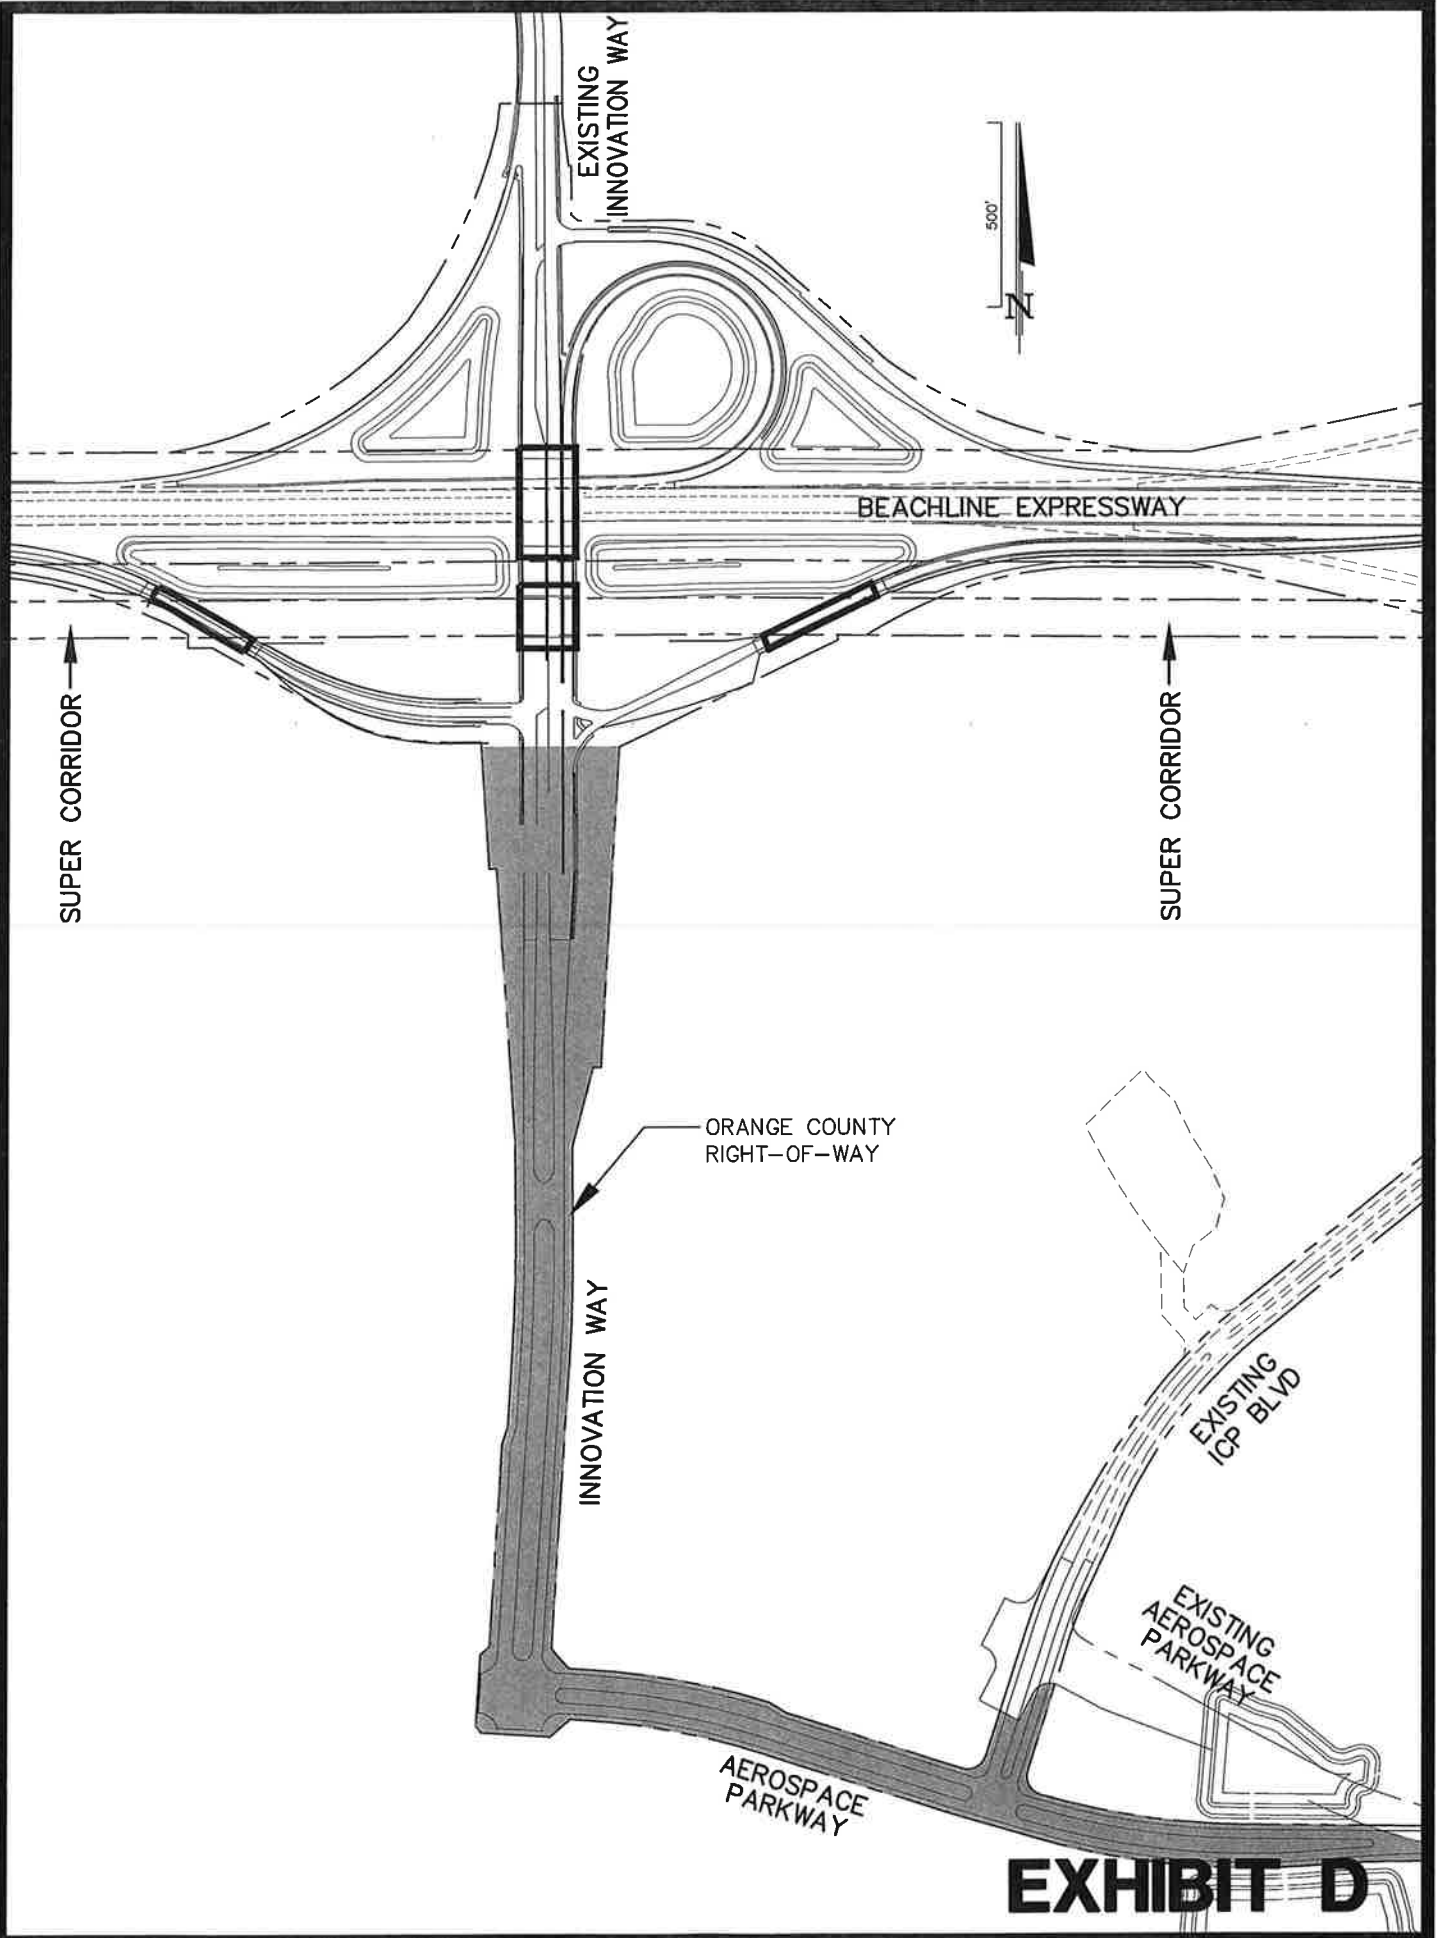 EXISTING
INNOVATION WAY
500'
N
BEACHLINE EXPRESSWAY
SUPER CORRIDOR
SUPER CORRIDOR
ORANGE COUNTY
RIGHT-OF-WAY
INNOVATION WAY
EXISTING
ICP BLVD
EXISTING
AEROSPACE
PARKWAY
AEROSPACE
PARKWAY
EXHIBIT D